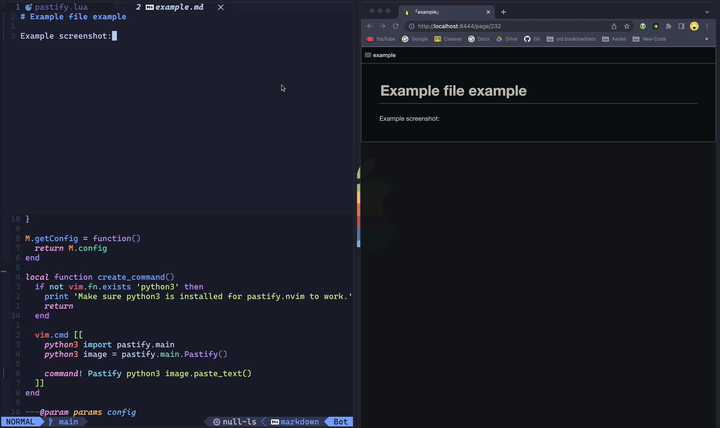 1 pastify.lua 2 example.md ✕
2 # Example file example
1
3 Example screenshot:
10 }
9
8 M.getConfig = function()
7 return M.config
6 end
5
4 local function create_command()
3 if not vim.fn.exists 'python3' then
2 print 'Make sure python3 is installed for pastify.nvim to work.'
1 return
34 end
1
2 vim.cmd [[
3 python3 import pastify.main
4 python3 image = pastify.main.Pastify()
5
6 command! Pastify python3 image.paste_text()
7 ]]
8 end
9
10 ---@param params config
NORMAL main null-ls markdown Bot
「example」
http://localhost:8444/page/232
YouTube Google Classes Docs Drive Git old bookmarklets Aeries New Code »
example
Example file example
Example screenshot: